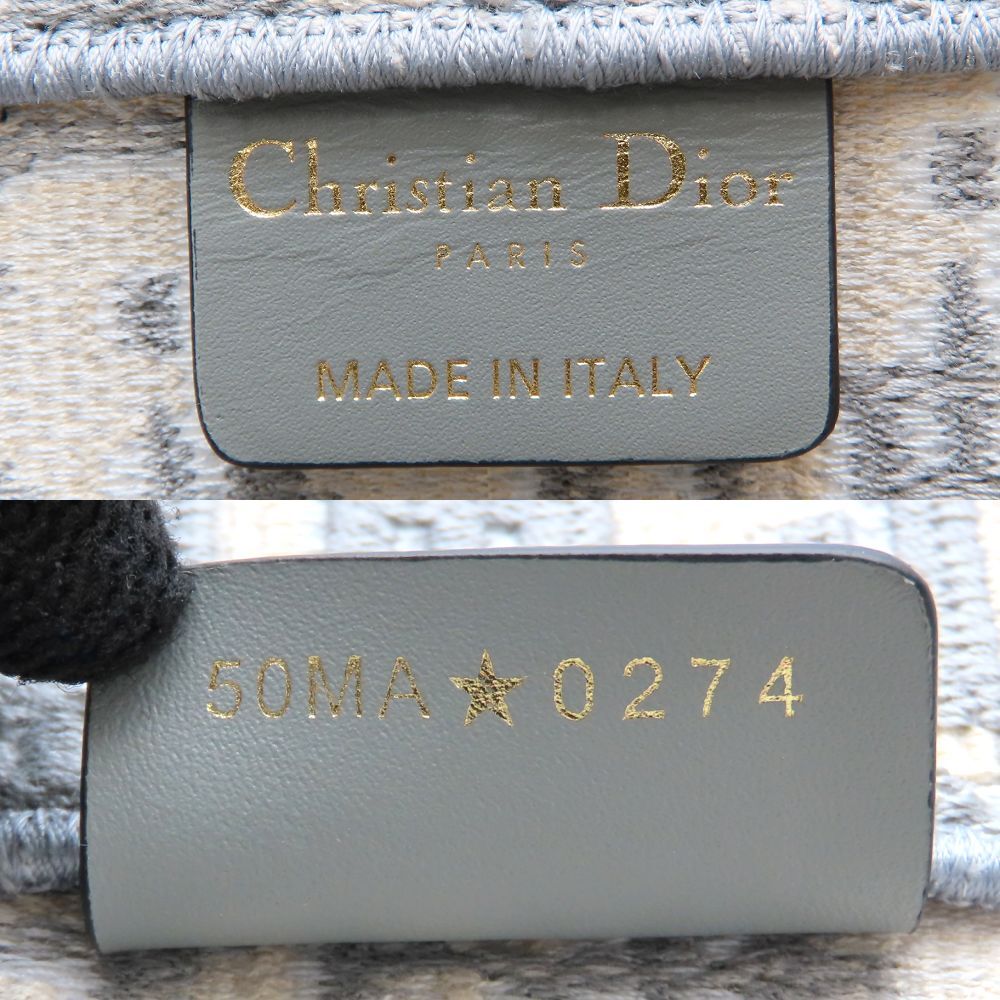 Christian Dior
PARIS
MADE IN ITALY
50MA★0274